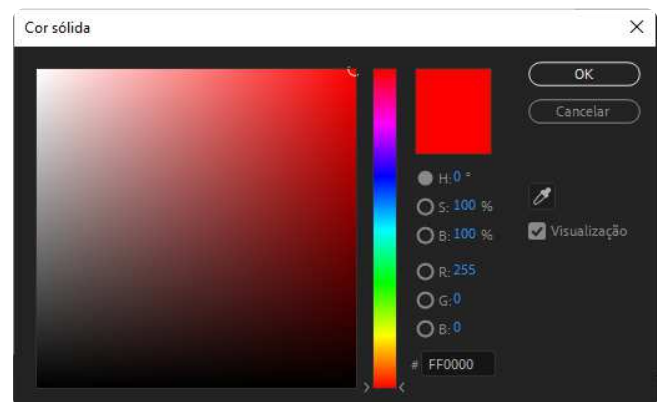 Cor sólida
OK
Cancelar
H: 0 °
S: 100 %
B: 100 %
Visualização
R: 255
G: 0
B: 0
# FF0000